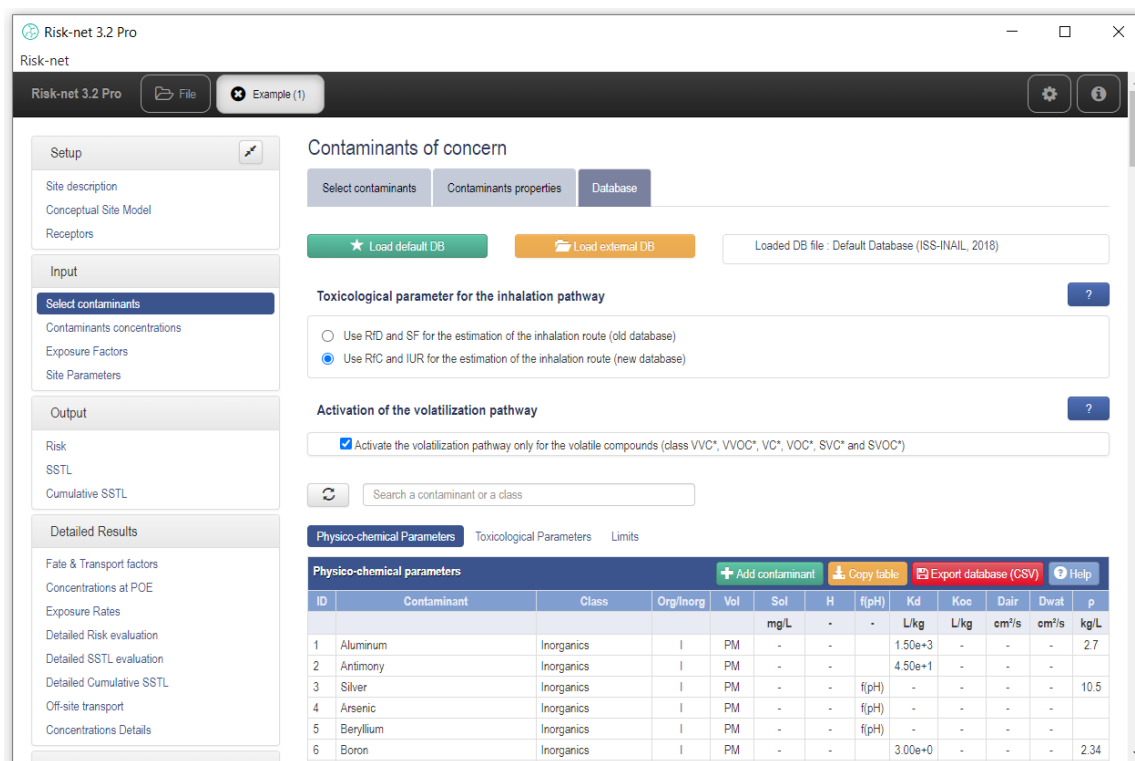 Risk-net 3.2 Pro
Risk-net
Risk-net 3.2 Pro File Example (1)
Setup
Site description
Conceptual Site Model
Receptors
Input
Select contaminants
Contaminants concentrations
Exposure Factors
Site Parameters
Output
Risk
SSTL
Cumulative SSTL
Detailed Results
Fate & Transport factors
Concentrations at POE
Exposure Rates
Detailed Risk evaluation
Detailed SSTL evaluation
Detailed Cumulative SSTL
Off-site transport
Concentrations Details
Contaminants of concern
Select contaminants Contaminants properties Database
Load default DB Load external DB Loaded DB file : Default Database (ISS-INAIL, 2018)
Toxicological parameter for the inhalation pathway ?
Use RfD and SF for the estimation of the inhalation route (old database)
Use RfC and IUR for the estimation of the inhalation route (new database)
Activation of the volatilization pathway ?
Activate the volatilization pathway only for the volatile compounds (class VVC*, VVOC*, VC*, VOC*, SVC* and SVOC*)
Search a contaminant or a class
Physico-chemical Parameters Toxicological Parameters Limits
Physico-chemical parameters Add contaminant Copy table Export database (CSV) Help
ID Contaminant Class Org/Inorg Vol Sol H f(pH) Kd Koc Dair Dwat ρ
mg/L - - L/kg L/kg cm²/s cm²/s kg/L
1 Aluminum Inorganics I PM - - 1.50e+3 - - - 2.7
2 Antimony Inorganics I PM - - 4.50e+1 - - -
3 Silver Inorganics I PM - - f(pH) - - - - 10.5
4 Arsenic Inorganics I PM - - f(pH) - - - -
5 Beryllium Inorganics I PM - - f(pH) - - - -
6 Boron Inorganics I PM - - 3.00e+0 - - - 2.34